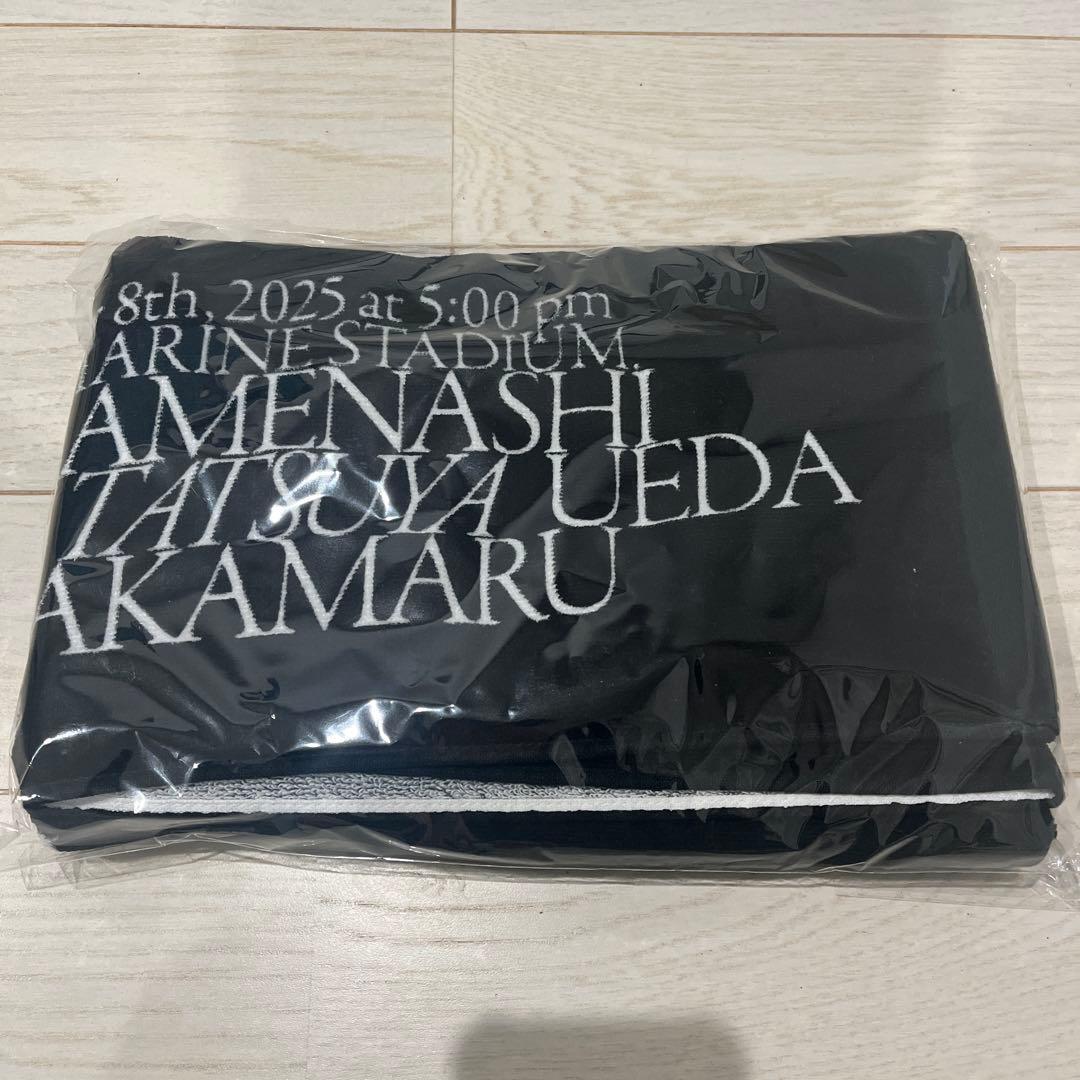 8th, 2025 at 5:00 pm
ARINE STADIUM.
AMENASHI
TATSUYA UEDA
AKAMARU